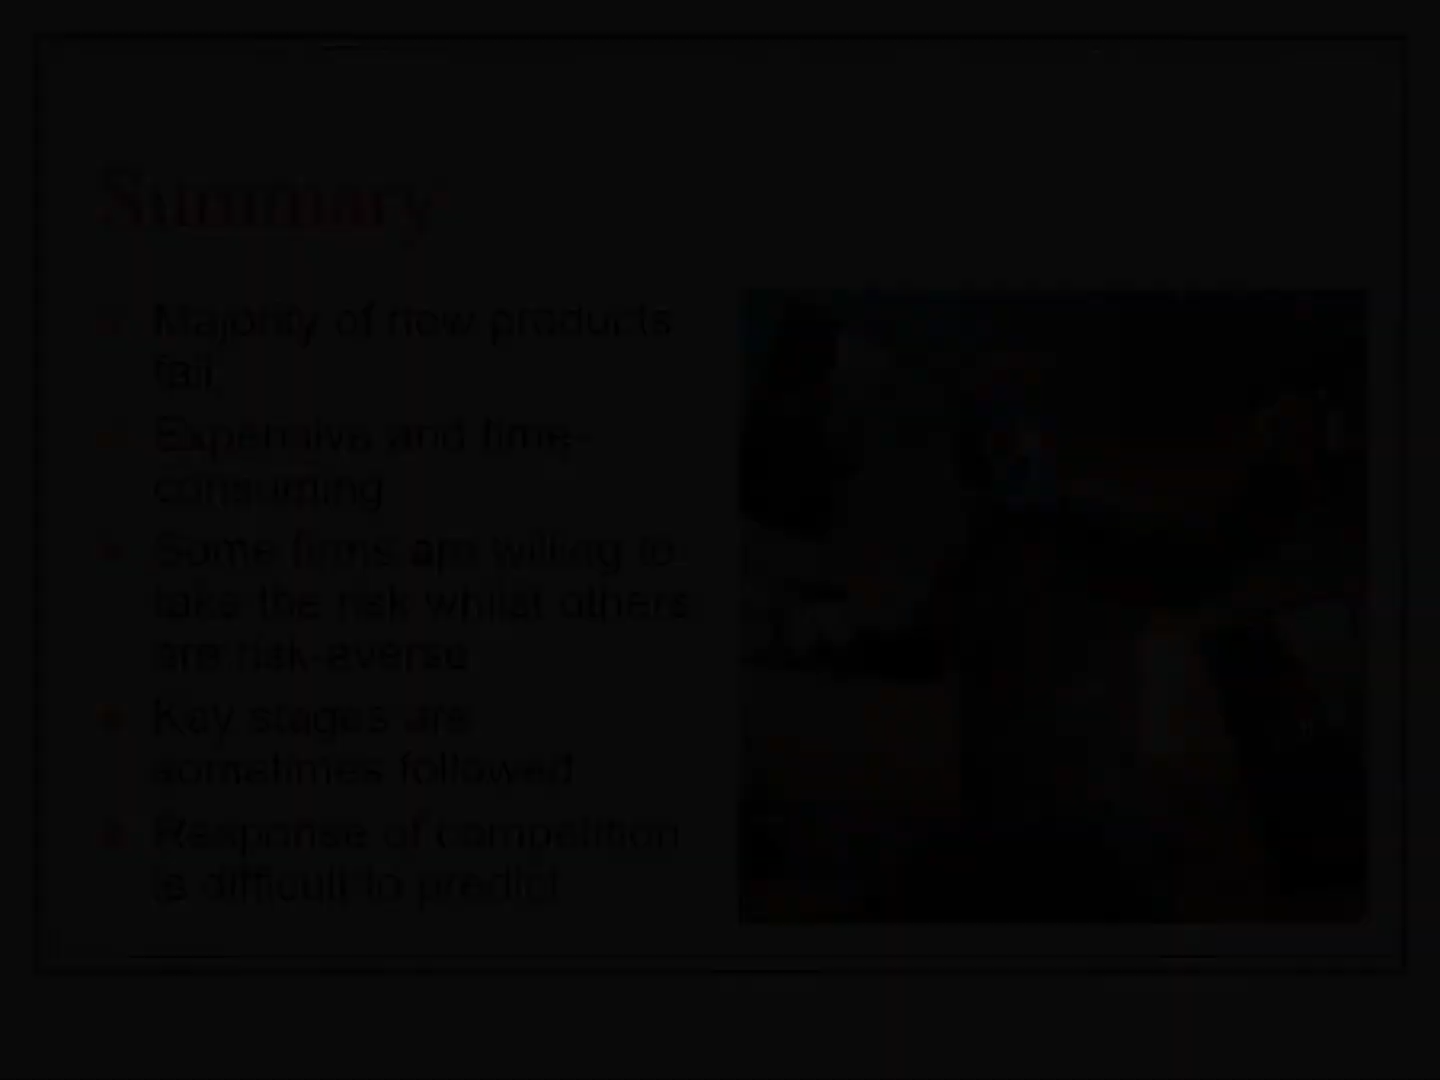 Summary
Majority of new products
fail
Expensive and time-
consuming
Some firms are willing to
take the risk whilst others
are risk-averse
Key stages are
sometimes followed
Response of competition
is difficult to predict